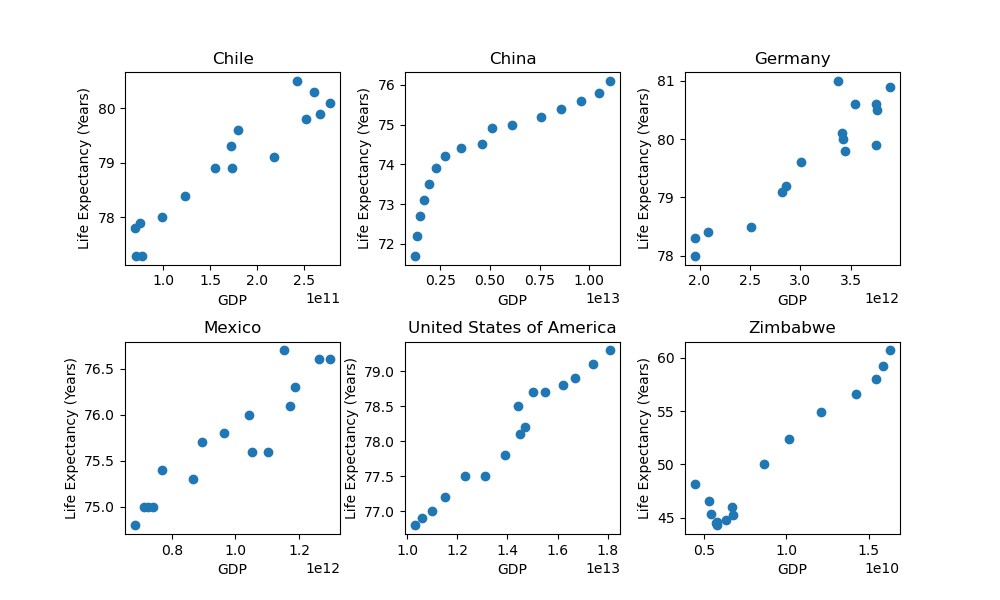 Chile
Life Expectancy (Years)
80
79
78
1.0 1.5 2.0 2.5
1e11
GDP
China
Life Expectancy (Years)
76
75
74
73
72
0.25 0.50 0.75 1.00
1e13
GDP
Germany
Life Expectancy (Years)
81
80
79
78
2.0 2.5 3.0 3.5
1e12
GDP
Mexico
Life Expectancy (Years)
76.5
76.0
75.5
75.0
0.8 1.0 1.2
1e12
GDP
United States of America
Life Expectancy (Years)
79.0
78.5
78.0
77.5
77.0
1.0 1.2 1.4 1.6 1.8
1e13
GDP
Zimbabwe
Life Expectancy (Years)
60
55
50
45
0.5 1.0 1.5
1e10
GDP